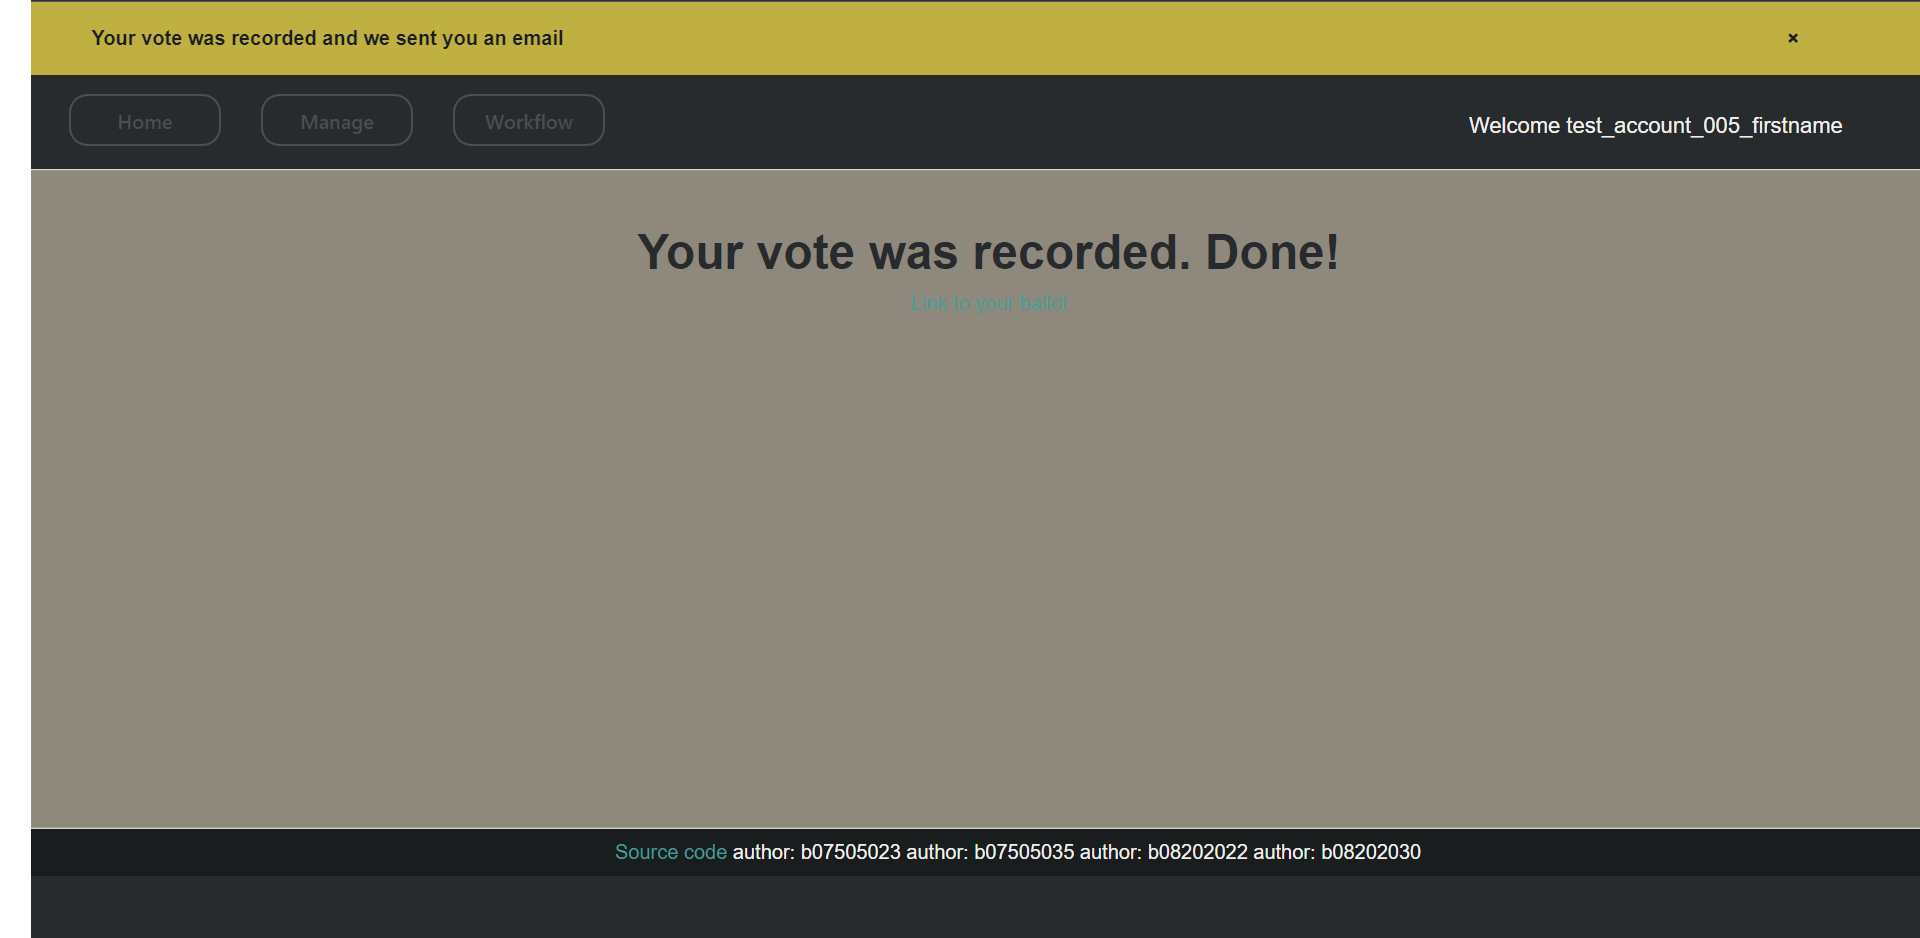 Your vote was recorded and we sent you an email ×
Home Manage Workflow Welcome test_account_005_firstname
Your vote was recorded. Done!
Link to your ballot
Source code author: b07505023 author: b07505035 author: b08202022 author: b08202030